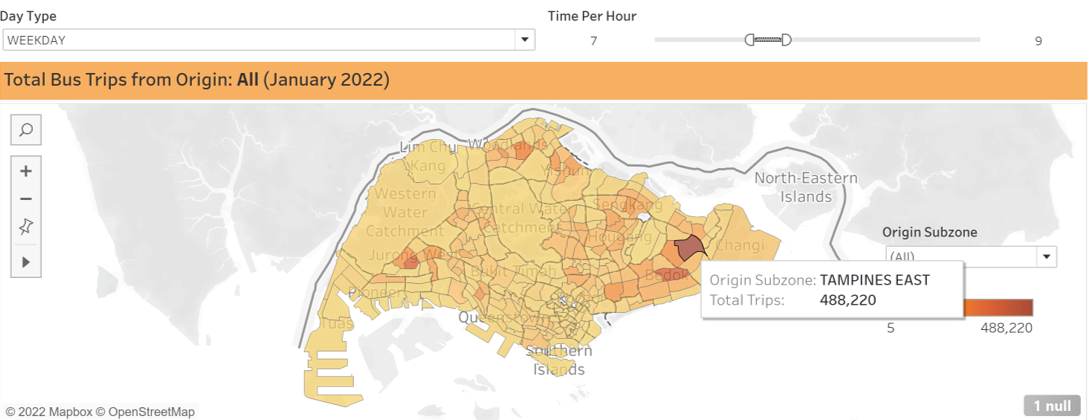 Day Type
Time Per Hour
WEEKDAY
7
9
Total Bus Trips from Origin: All (January 2022)
Lim Chu
Kang
Woodlands
Yishun
North-Eastern
Islands
Western
Water
Catchment
Central Water
Catchment
Sengkang
Hougang
Changi
Origin Subzone
(All)
Jurong West
Bukit Timah
Bedok
Origin Subzone: TAMPINES EAST
Total Trips: 488,220
Pioneer
Tuas
Queenstown
5
488,220
Southern
Islands
© 2022 Mapbox © OpenStreetMap
1 null